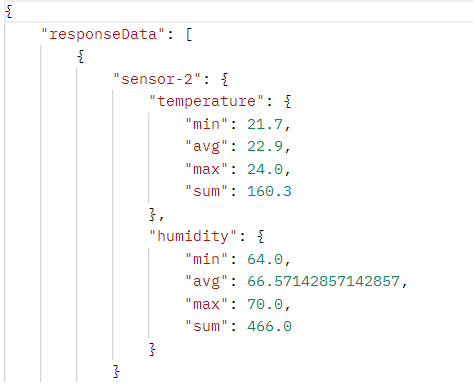 {
    "responseData": [
        {
            "sensor-2": {
                "temperature": {
                    "min": 21.7,
                    "avg": 22.9,
                    "max": 24.0,
                    "sum": 160.3
                },
                "humidity": {
                    "min": 64.0,
                    "avg": 66.57142857142857,
                    "max": 70.0,
                    "sum": 466.0
                }
            }